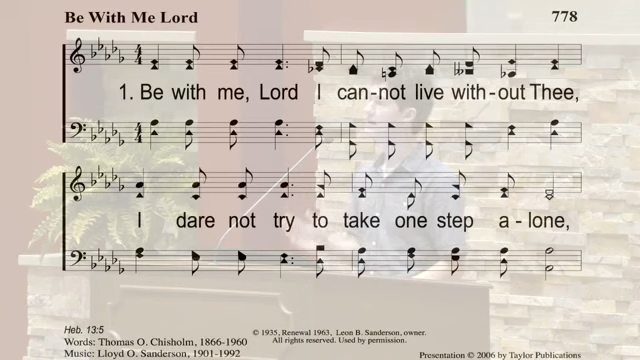 Be With Me Lord 778
1. Be with me, Lord I can-not live with-out Thee,
I dare not try to take one step a-lone,
Heb. 13:5
Words: Thomas O. Chisholm, 1866-1960
Music: Lloyd O. Sanderson, 1901-1992
© 1935, Renewal 1963, Leon B. Sanderson, owner.
All rights reserved. Used by permission.
Presentation © 2006 by Taylor Publications